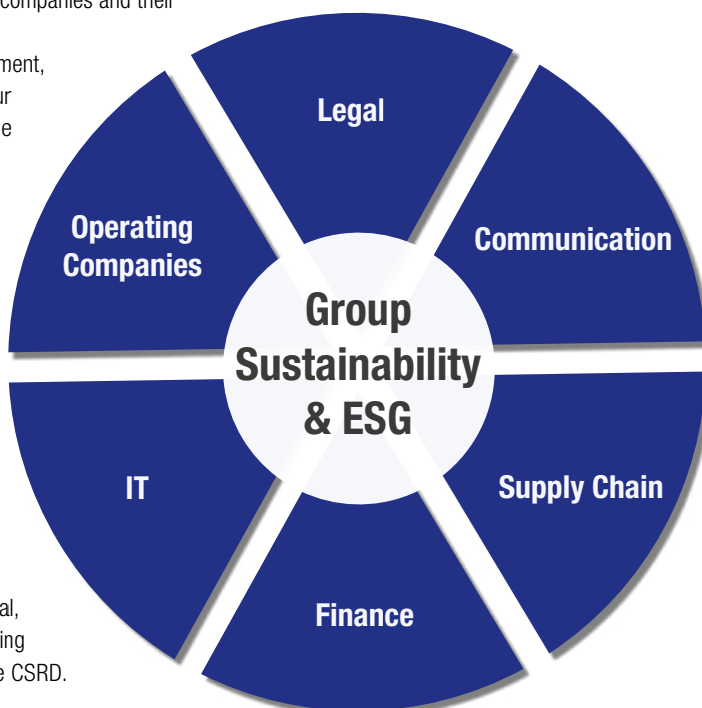 companies and their
ment,
ur
e
Legal
Operating
Companies
Communication
Group
Sustainability
& ESG
IT
Supply Chain
Finance
al,
ing
e CSRD.